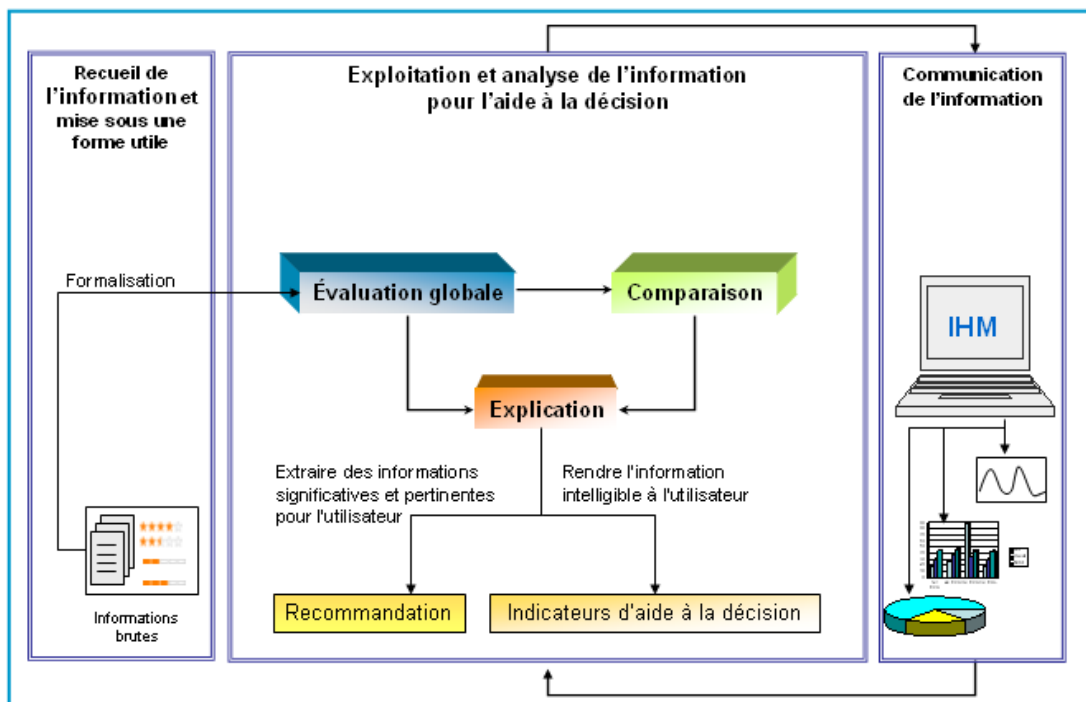 Recueil de
l'information et
mise sous une
forme utile
Formalisation
Informations
brutes
Exploitation et analyse de l'information
pour l'aide à la décision
Évaluation globale
Comparaison
Explication
Extraire des informations
significatives et pertinentes
pour l'utilisateur
Rendre l'information
intelligible à l'utilisateur
Recommandation
Indicateurs d'aide à la décision
Communication
de l'information
IHM